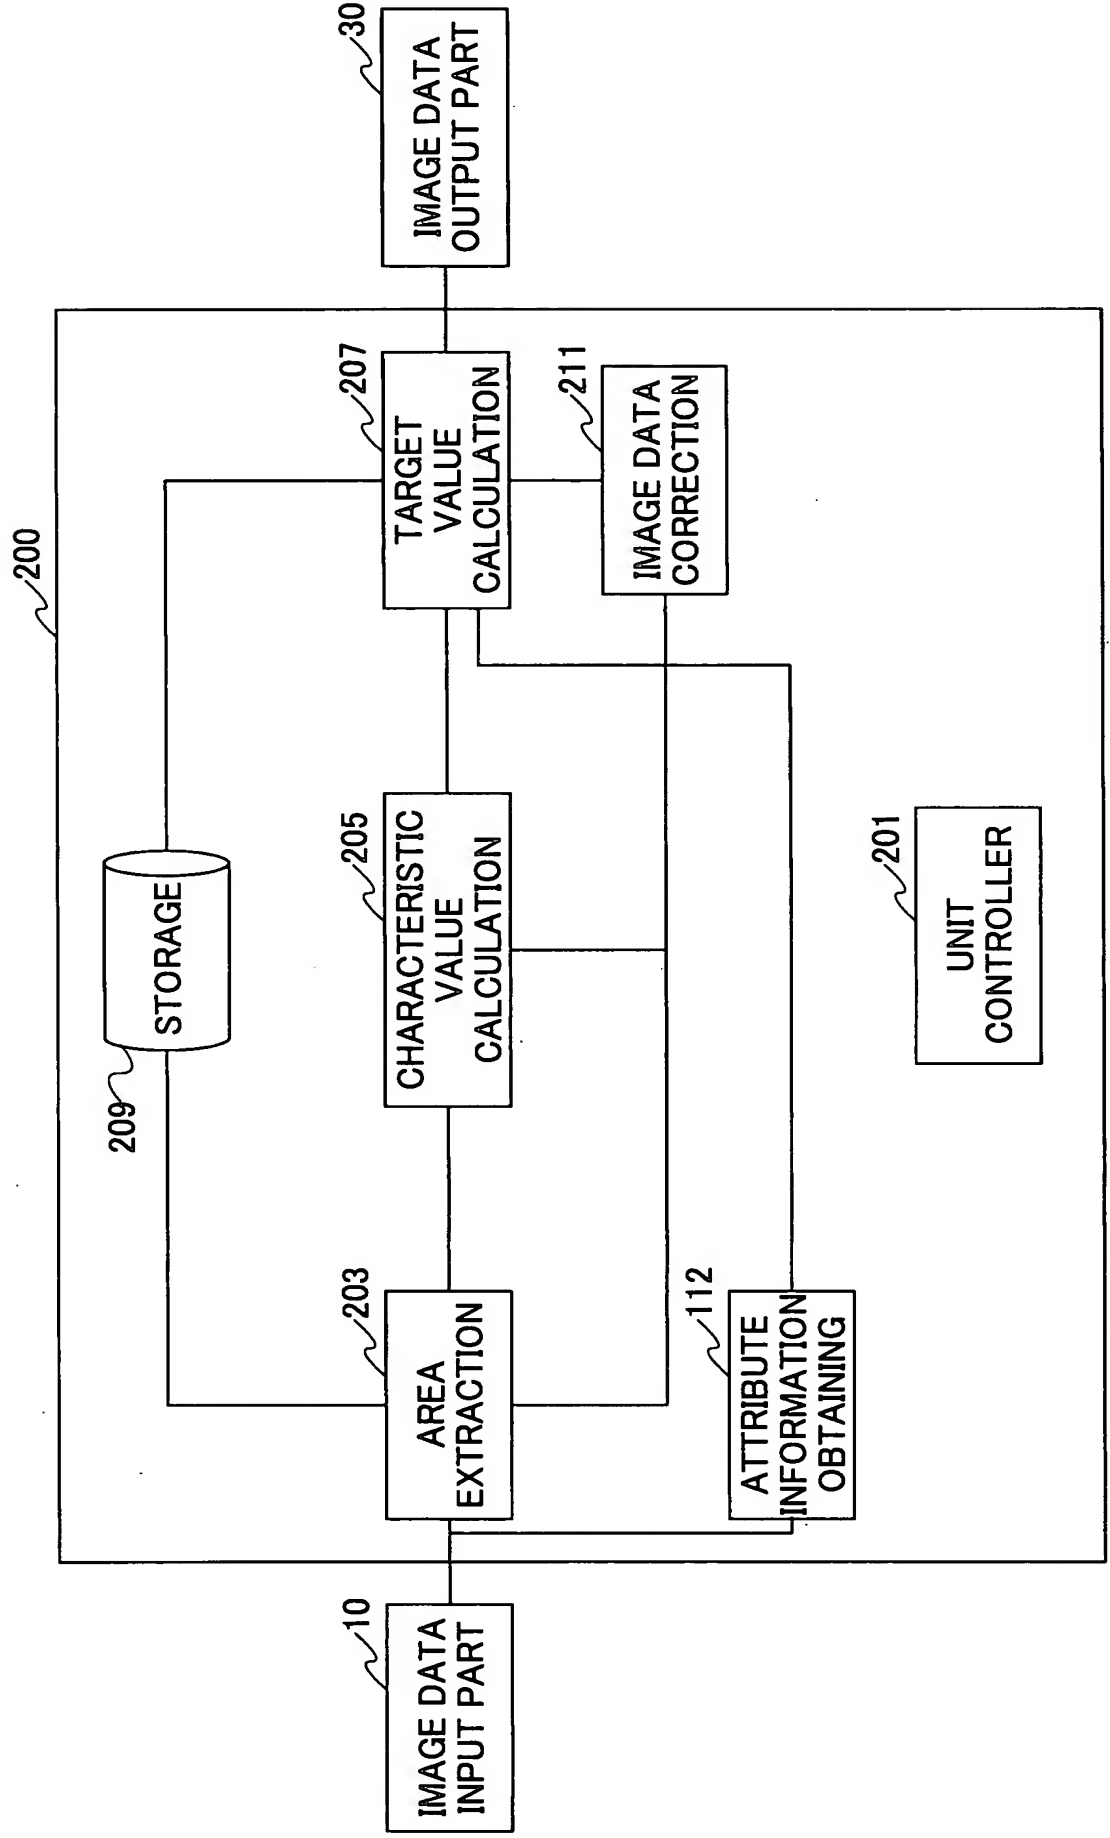 200
209
STORAGE
10
IMAGE DATA
INPUT PART
203
AREA
EXTRACTION
205
CHARACTERISTIC
VALUE
CALCULATION
207
TARGET
VALUE
CALCULATION
30
IMAGE DATA
OUTPUT PART
211
IMAGE DATA
CORRECTION
112
ATTRIBUTE
INFORMATION
OBTAINING
201
UNIT
CONTROLLER